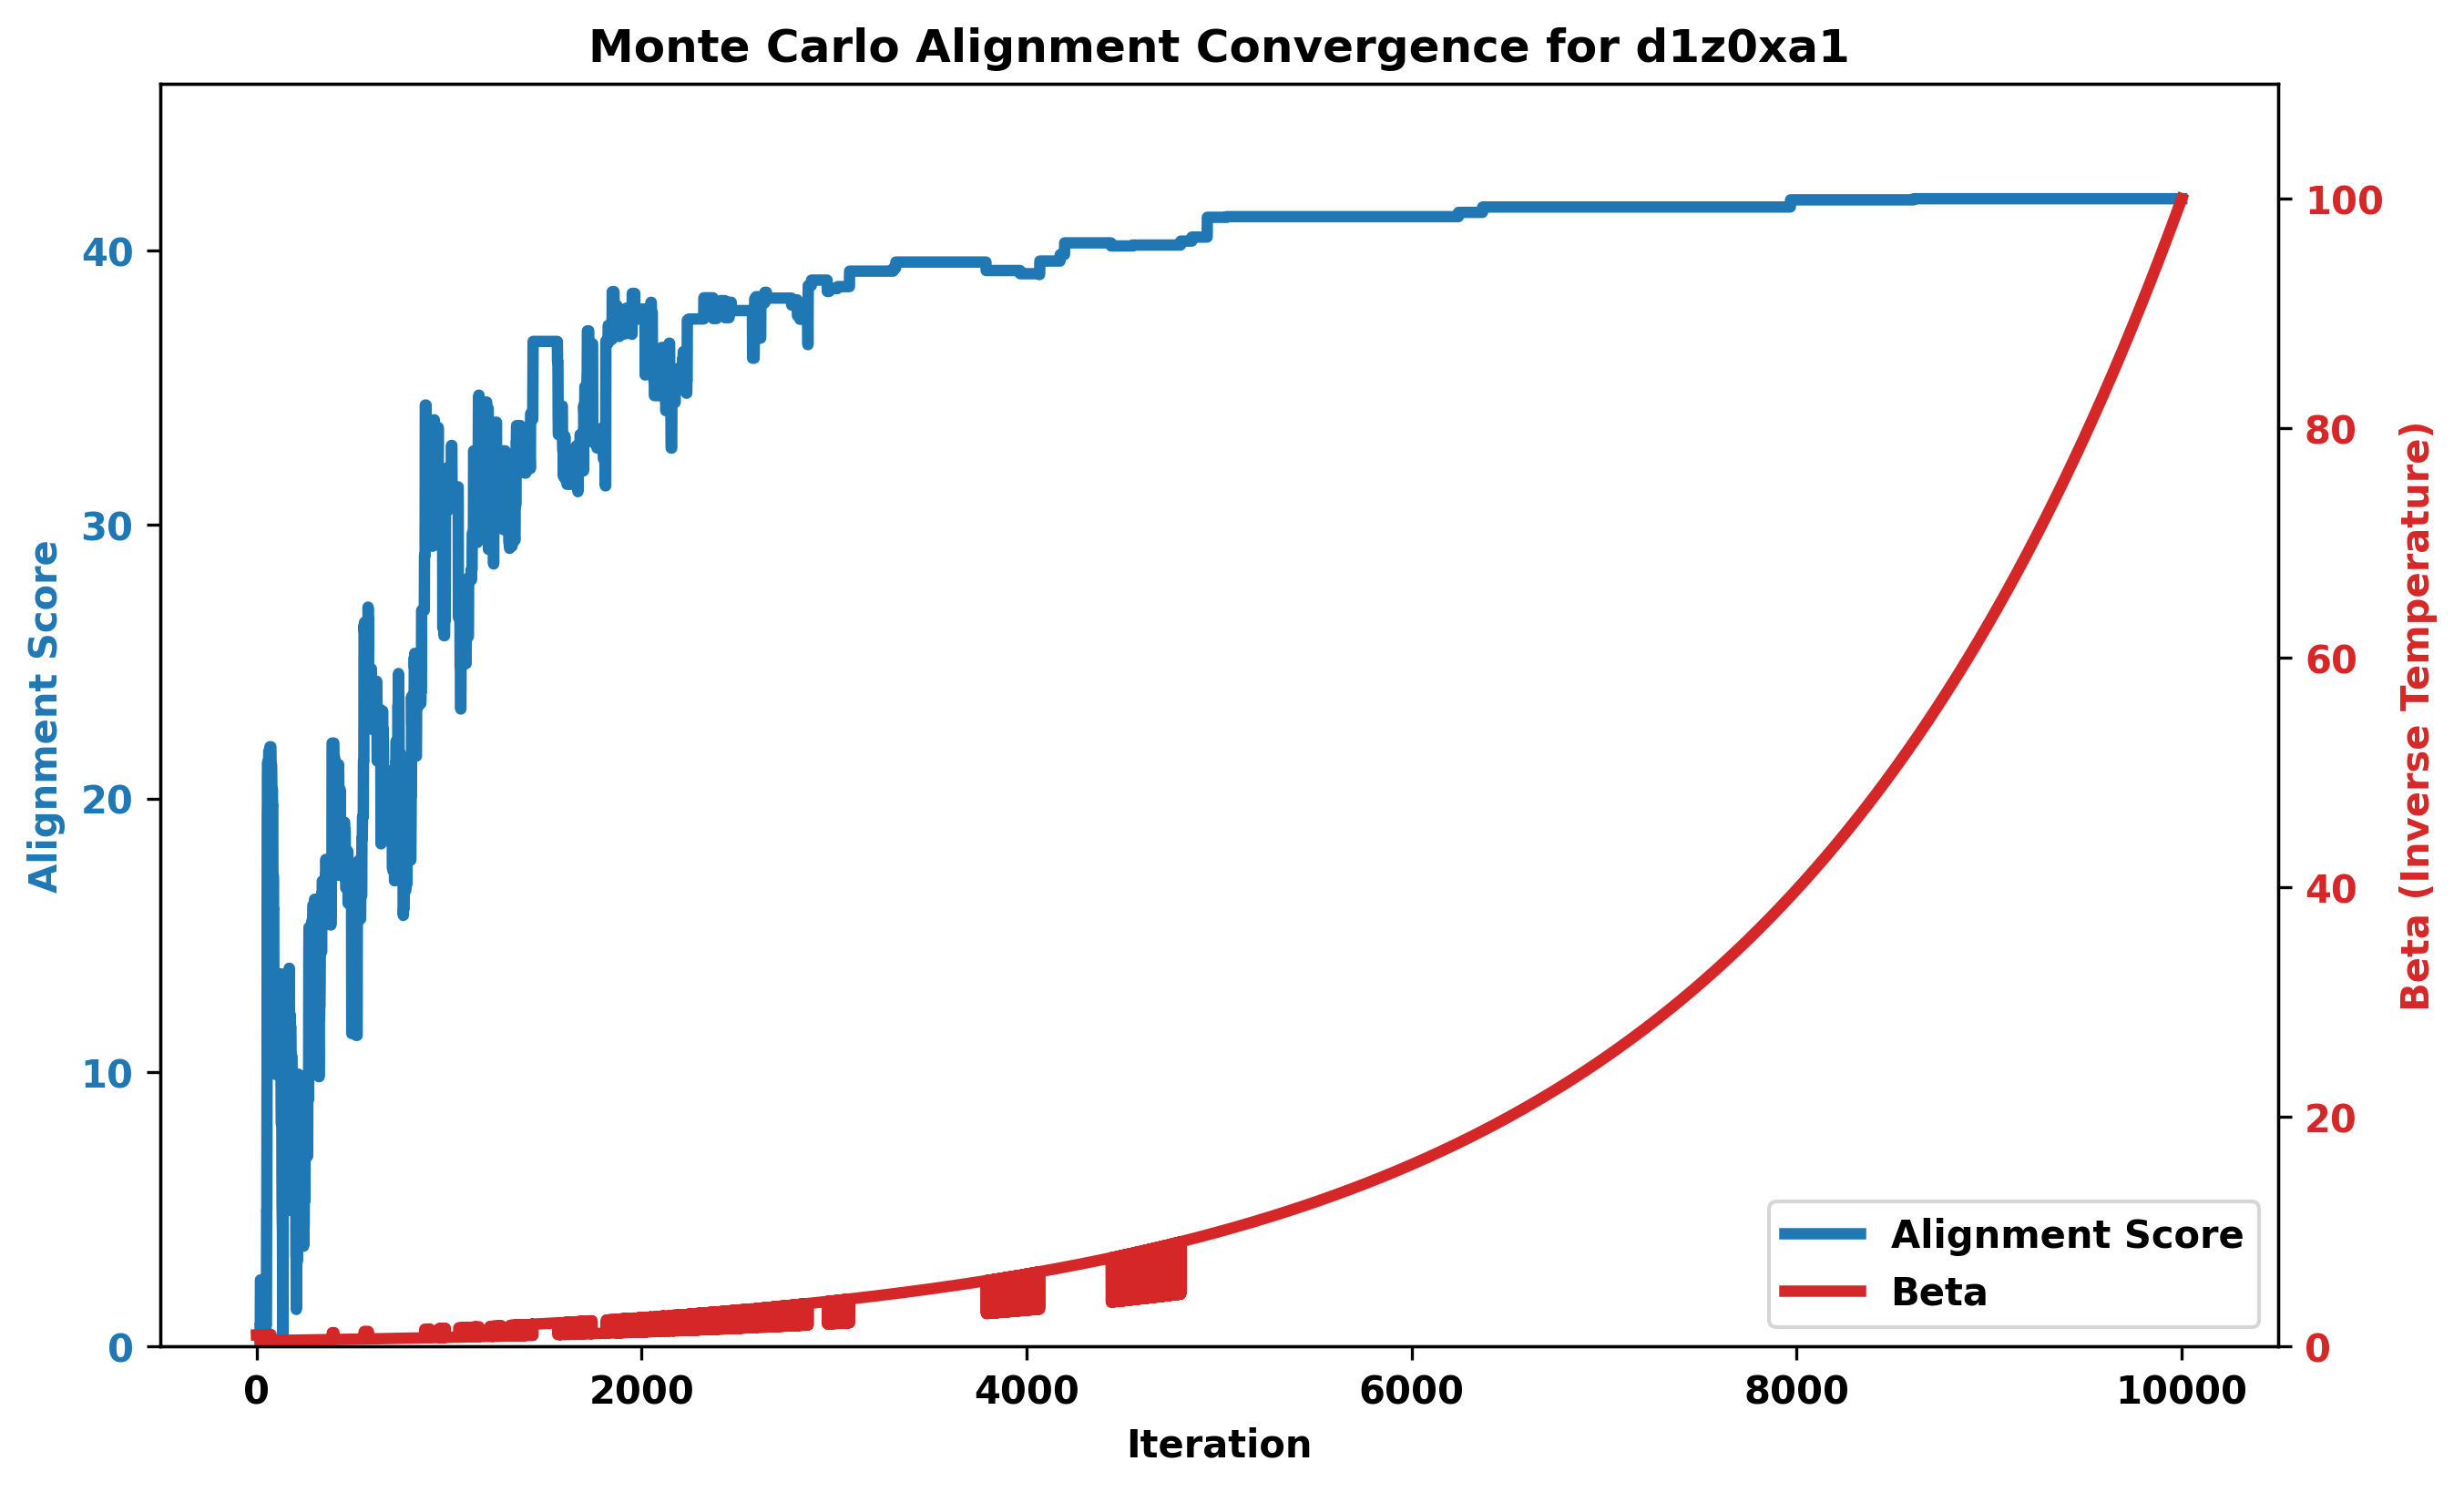 Monte Carlo Alignment Convergence for d1z0xa1
Alignment Score
40
30
20
10
0
100
80
60
40
20
0
Beta (Inverse Temperature)
Alignment Score
Beta
0 2000 4000 6000 8000 10000
Iteration